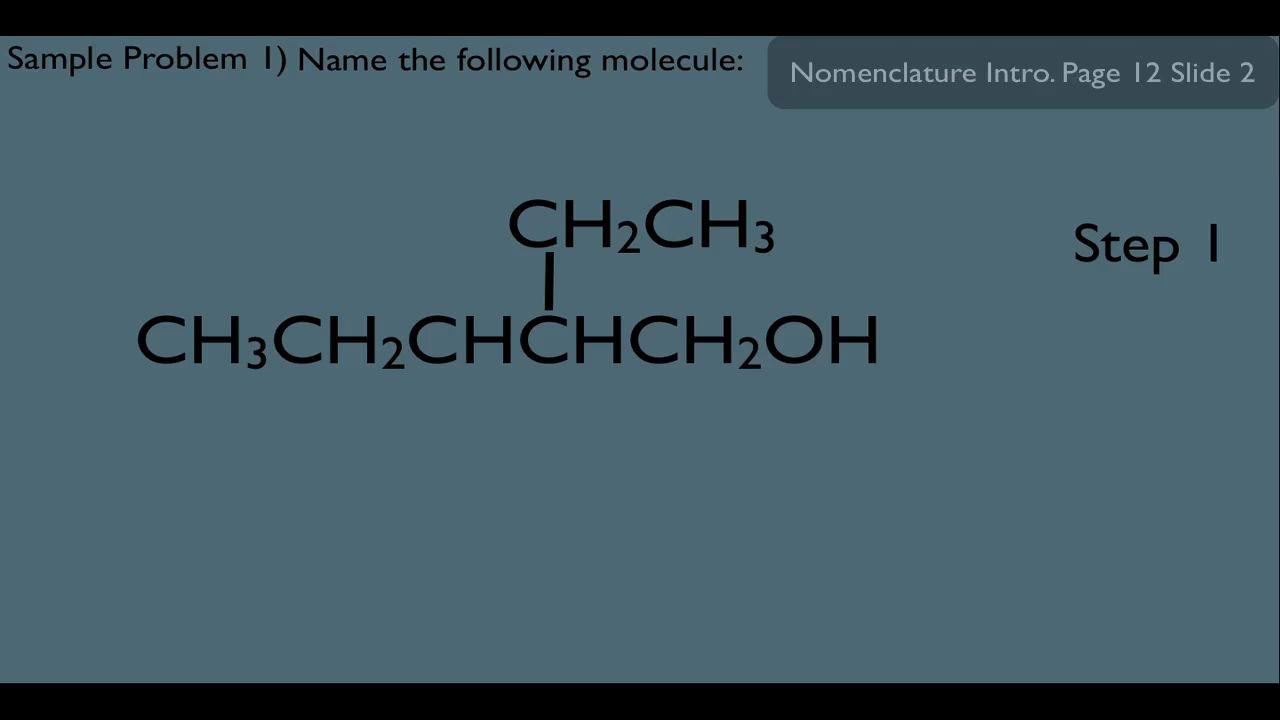 Sample Problem 1) Name the following molecule:
Nomenclature Intro. Page 12 Slide 2
CH₂CH₃
Step 1
CH₃CH₂CHCHCH₂OH